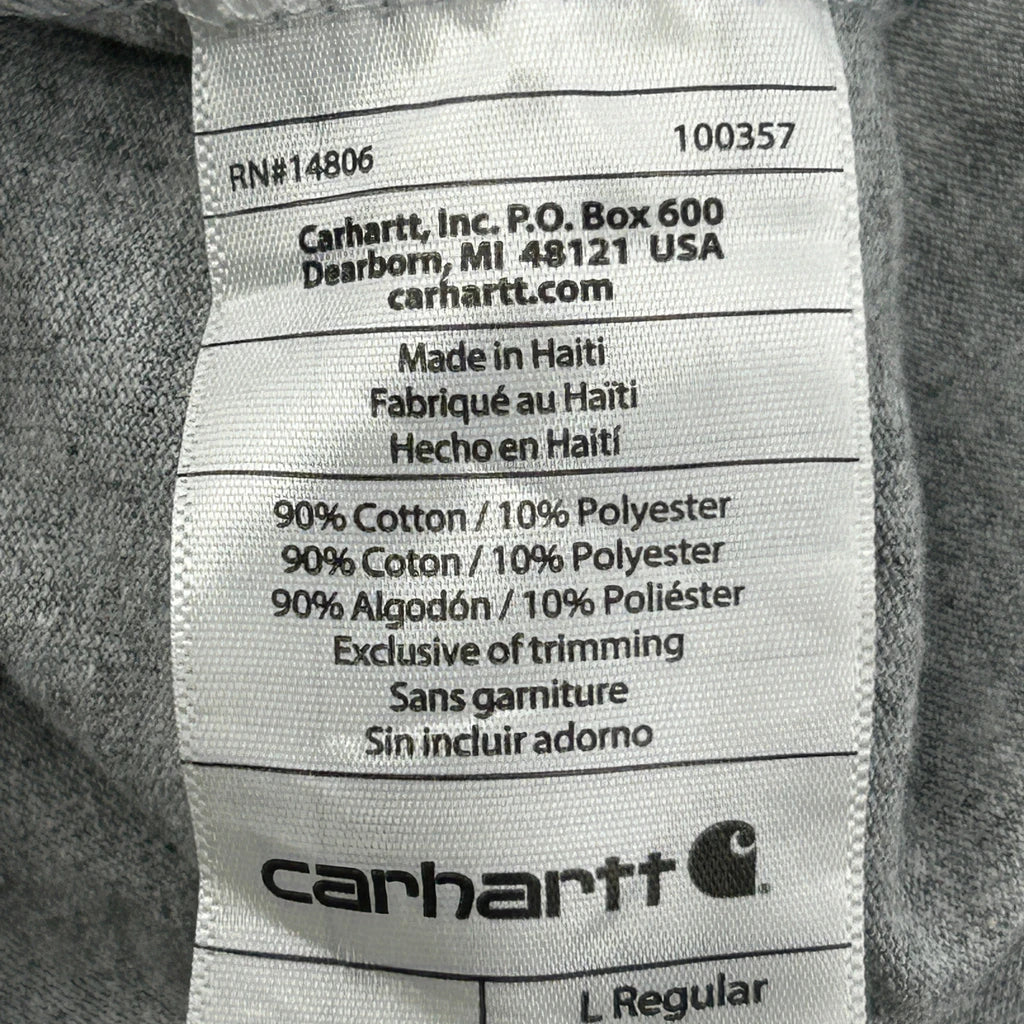 RN#14806 100357
Carhartt, Inc. P.O. Box 600
Dearborn, MI 48121 USA
carhartt.com
Made in Haiti
Fabriqué au Haïti
Hecho en Haití
90% Cotton / 10% Polyester
90% Coton / 10% Polyester
90% Algodón / 10% Poliéster
Exclusive of trimming
Sans garniture
Sin incluir adorno
carhartt
L Regular